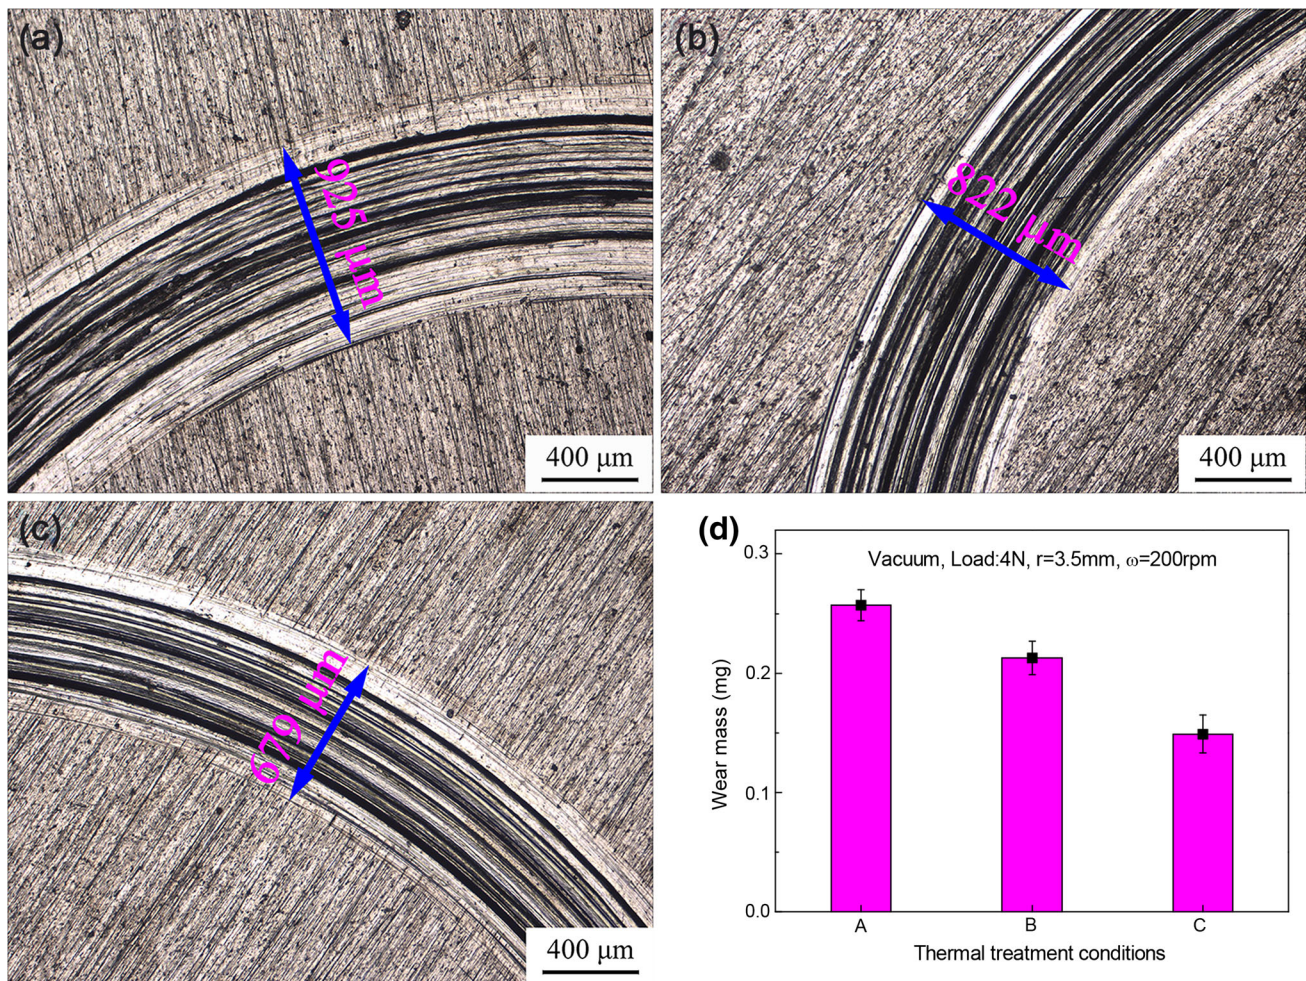 (a)
925 μm
400 μm
(b)
822 μm
400 μm
(c)
679 μm
400 μm
(d)
Vacuum, Load:4N, r=3.5mm, ω=200rpm
0.3
0.2
0.1
0.0
Wear mass (mg)
A B C
Thermal treatment conditions